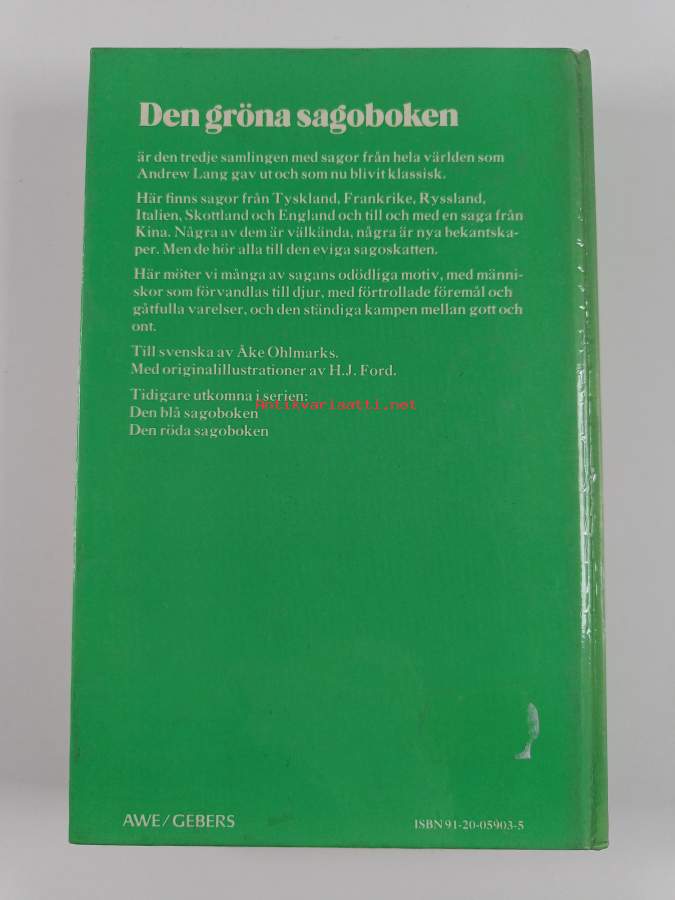 Den gröna sagoboken
är den tredje samlingen med sagor från hela världen som
Andrew Lang gav ut och som nu blivit klassisk.
Här finns sagor från Tyskland, Frankrike, Ryssland,
Italien, Skottland och England och till och med en saga från
Kina. Några av dem är välkända, några är nya bekantska-
per. Men de hör alla till den eviga sagoskatten.
Här möter vi många av sagans odödliga motiv, med männi-
skor som förvandlas till djur, med förtrollade föremål och
gåtfulla varelser, och den ständiga kampen mellan gott och
ont.
Till svenska av Åke Ohlmarks.
Med originalillustrationer av H.J. Ford.
Tidigare utkomna i serien:
Antikvariaatti.net
Den blå sagoboken
Den röda sagoboken
AWE/GEBERS
ISBN 91-20-05903-5